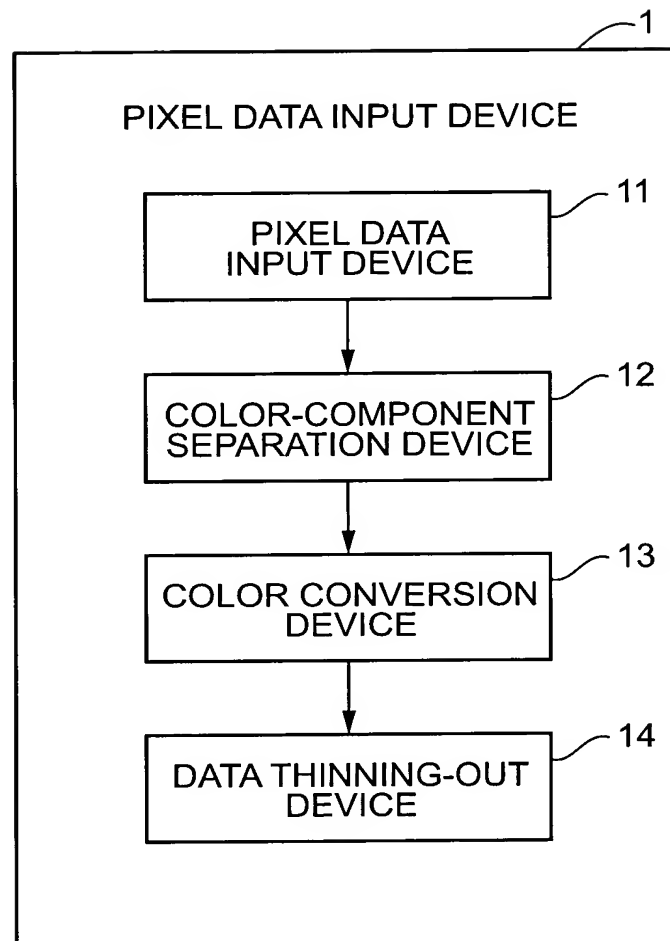 1
PIXEL DATA INPUT DEVICE
11
PIXEL DATA
INPUT DEVICE
12
COLOR-COMPONENT
SEPARATION DEVICE
13
COLOR CONVERSION
DEVICE
14
DATA THINNING-OUT
DEVICE